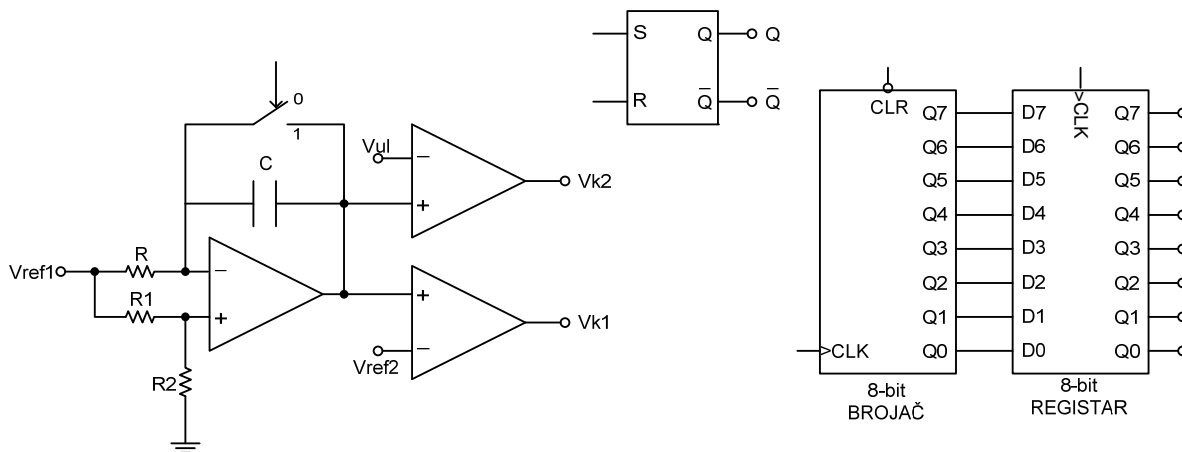 S Q Q
R Q̅ Q̅
0
1
C
Vul
−
+
Vk2
Vref1
R
R1
−
+
R2
+
−
Vk1
Vref2
CLR
Q7
Q6
Q5
Q4
Q3
Q2
Q1
>CLK Q0
8-bit
BROJAČ
>CLK
D7 Q7
D6 Q6
D5 Q5
D4 Q4
D3 Q3
D2 Q2
D1 Q1
D0 Q0
8-bit
REGISTAR